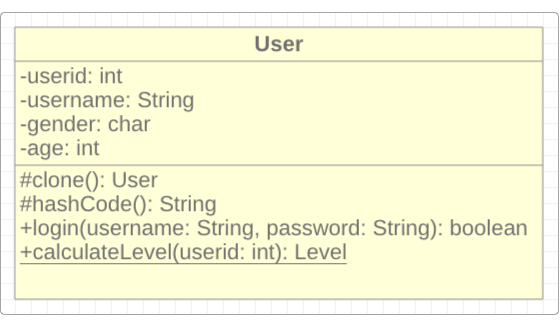 User
-userid: int
-username: String
-gender: char
-age: int
#clone(): User
#hashCode(): String
+login(username: String, password: String): boolean
+calculateLevel(userid: int): Level